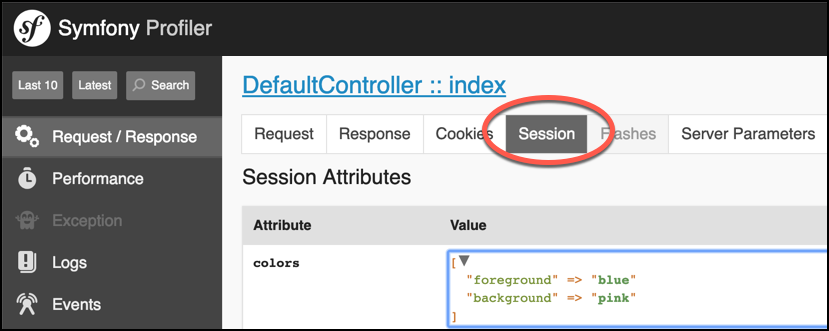 sf Symfony Profiler
Last 10 Latest Search
DefaultController :: index
Request / Response
Performance
Exception
Logs
Events
Request Response Cookies Session Flashes Server Parameters
Session Attributes
Attribute Value
colors
[
"foreground" => "blue"
"background" => "pink"
]